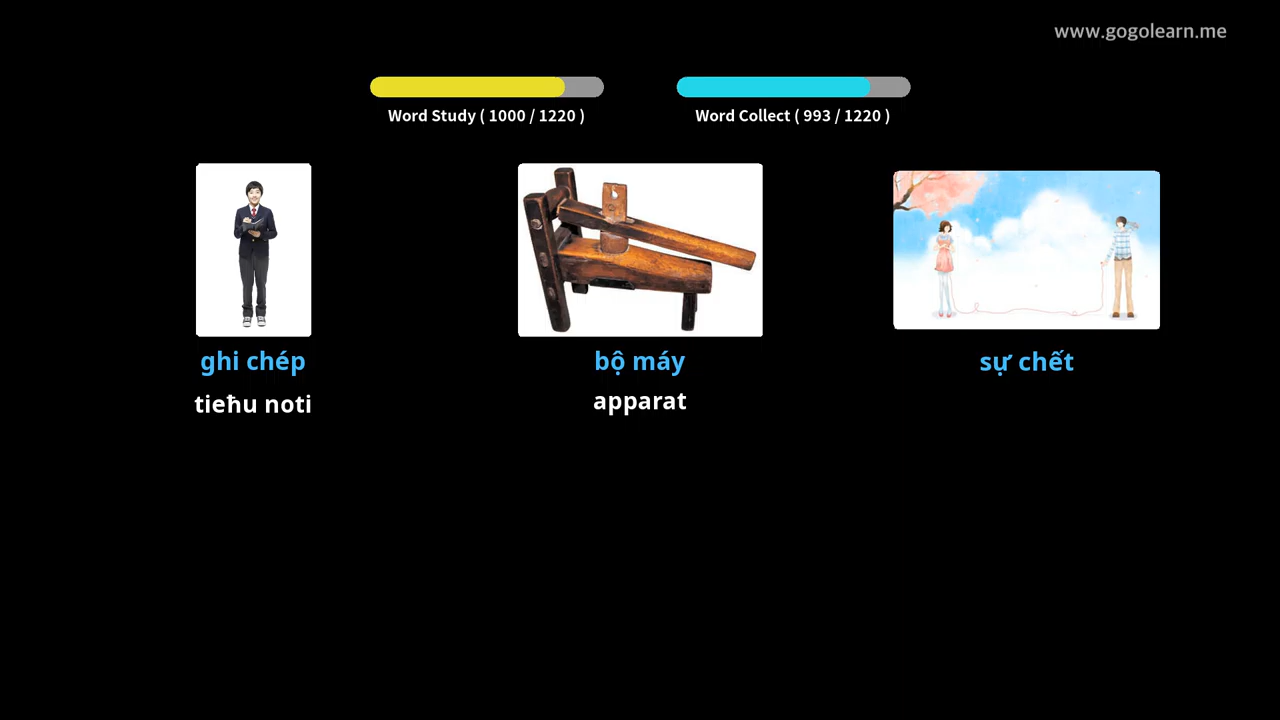 www.gogolearn.me
Word Study ( 1000 / 1220 )
Word Collect ( 993 / 1220 )
ghi chép
bộ máy
sự chết
tieħu noti
apparat